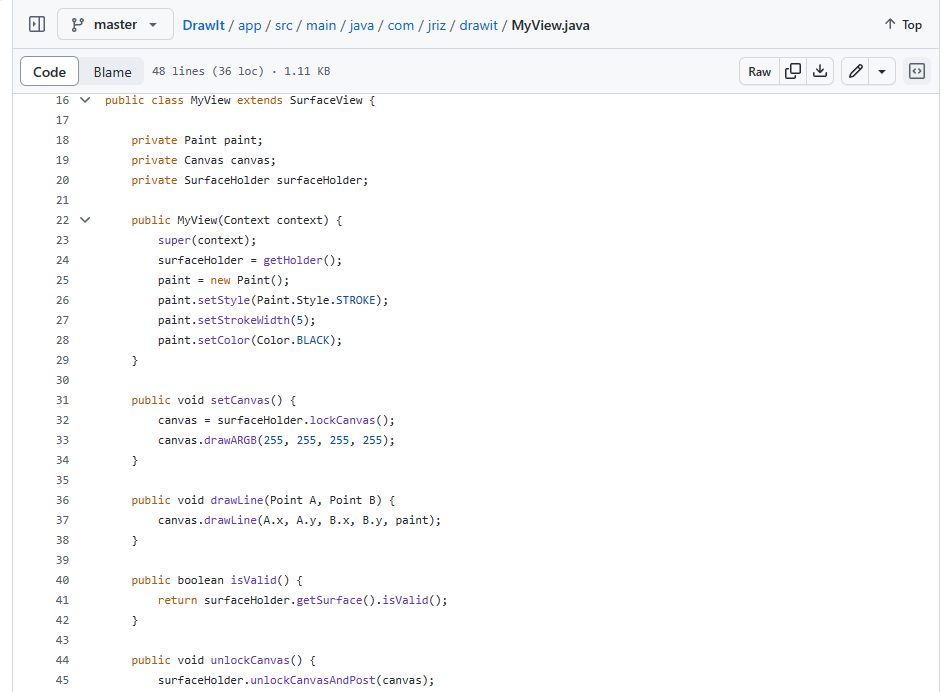 master DrawIt / app / src / main / java / com / jriz / drawit / MyView.java Top
Code Blame 48 lines (36 loc) · 1.11 KB Raw
16 public class MyView extends SurfaceView {
17
18 private Paint paint;
19 private Canvas canvas;
20 private SurfaceHolder surfaceHolder;
21
22 public MyView(Context context) {
23 super(context);
24 surfaceHolder = getHolder();
25 paint = new Paint();
26 paint.setStyle(Paint.Style.STROKE);
27 paint.setStrokeWidth(5);
28 paint.setColor(Color.BLACK);
29 }
30
31 public void setCanvas() {
32 canvas = surfaceHolder.lockCanvas();
33 canvas.drawARGB(255, 255, 255, 255);
34 }
35
36 public void drawLine(Point A, Point B) {
37 canvas.drawLine(A.x, A.y, B.x, B.y, paint);
38 }
39
40 public boolean isValid() {
41 return surfaceHolder.getSurface().isValid();
42 }
43
44 public void unlockCanvas() {
45 surfaceHolder.unlockCanvasAndPost(canvas);